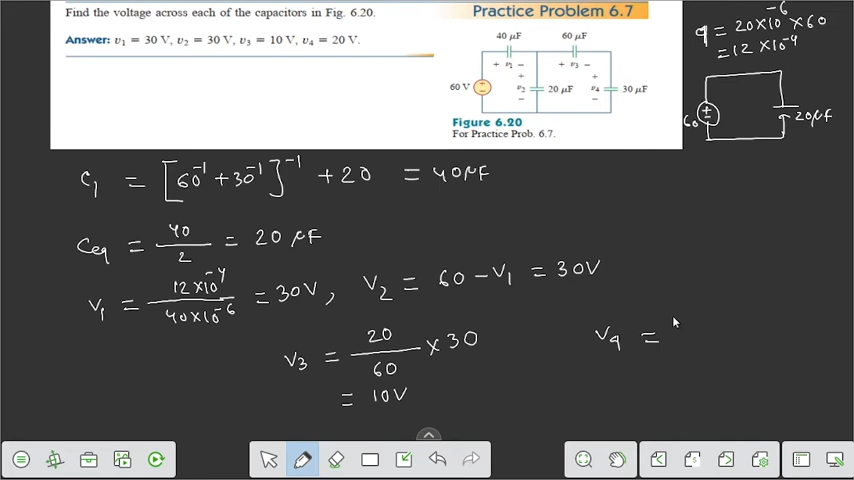 Find the voltage across each of the capacitors in Fig. 6.20.
Answer: v₁ = 30 V, v₂ = 30 V, v₃ = 10 V, v₄ = 20 V.
Practice Problem 6.7
40 μF 60 μF
+ v₁ − + v₃ −
60 V + − + v₂ − 20 μF + v₄ − 30 μF
Figure 6.20
For Practice Prob. 6.7.
q = 20×10⁻⁶×60
= 12×10⁻⁴
60 + − 20μF
C₁ = [60⁻¹+30⁻¹]⁻¹ + 20 = 40μF
Ceq = 40/2 = 20 μF
V₁ = 12×10⁻⁴/40×10⁻⁶ = 30V, V₂ = 60 − V₁ = 30V
V₃ = 20/60 × 30
= 10V
V₄ =
5